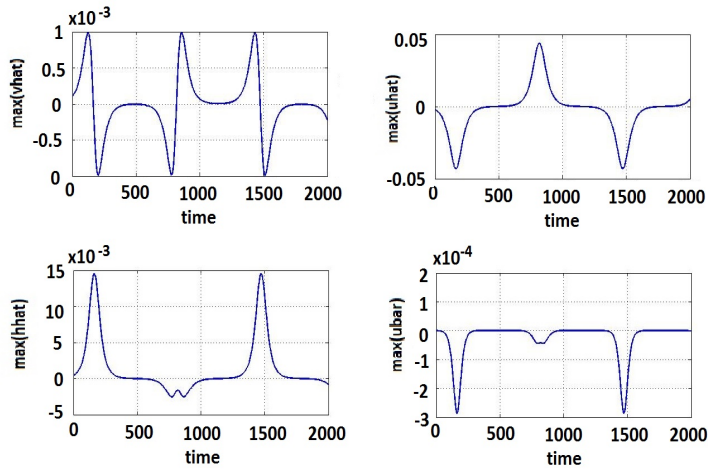 x10 -3
1
0.5
0
-0.5
0
max(vhat)
0 500 1000 1500 2000
time
0.05
0
-0.05
max(uhat)
0 500 1000 1500 2000
time
x10 -3
15
10
5
0
-5
max(hhat)
0 500 1000 1500 2000
time
x10 -4
2
1
0
-1
-2
-3
max(ulbar)
0 500 1000 1500 2000
time